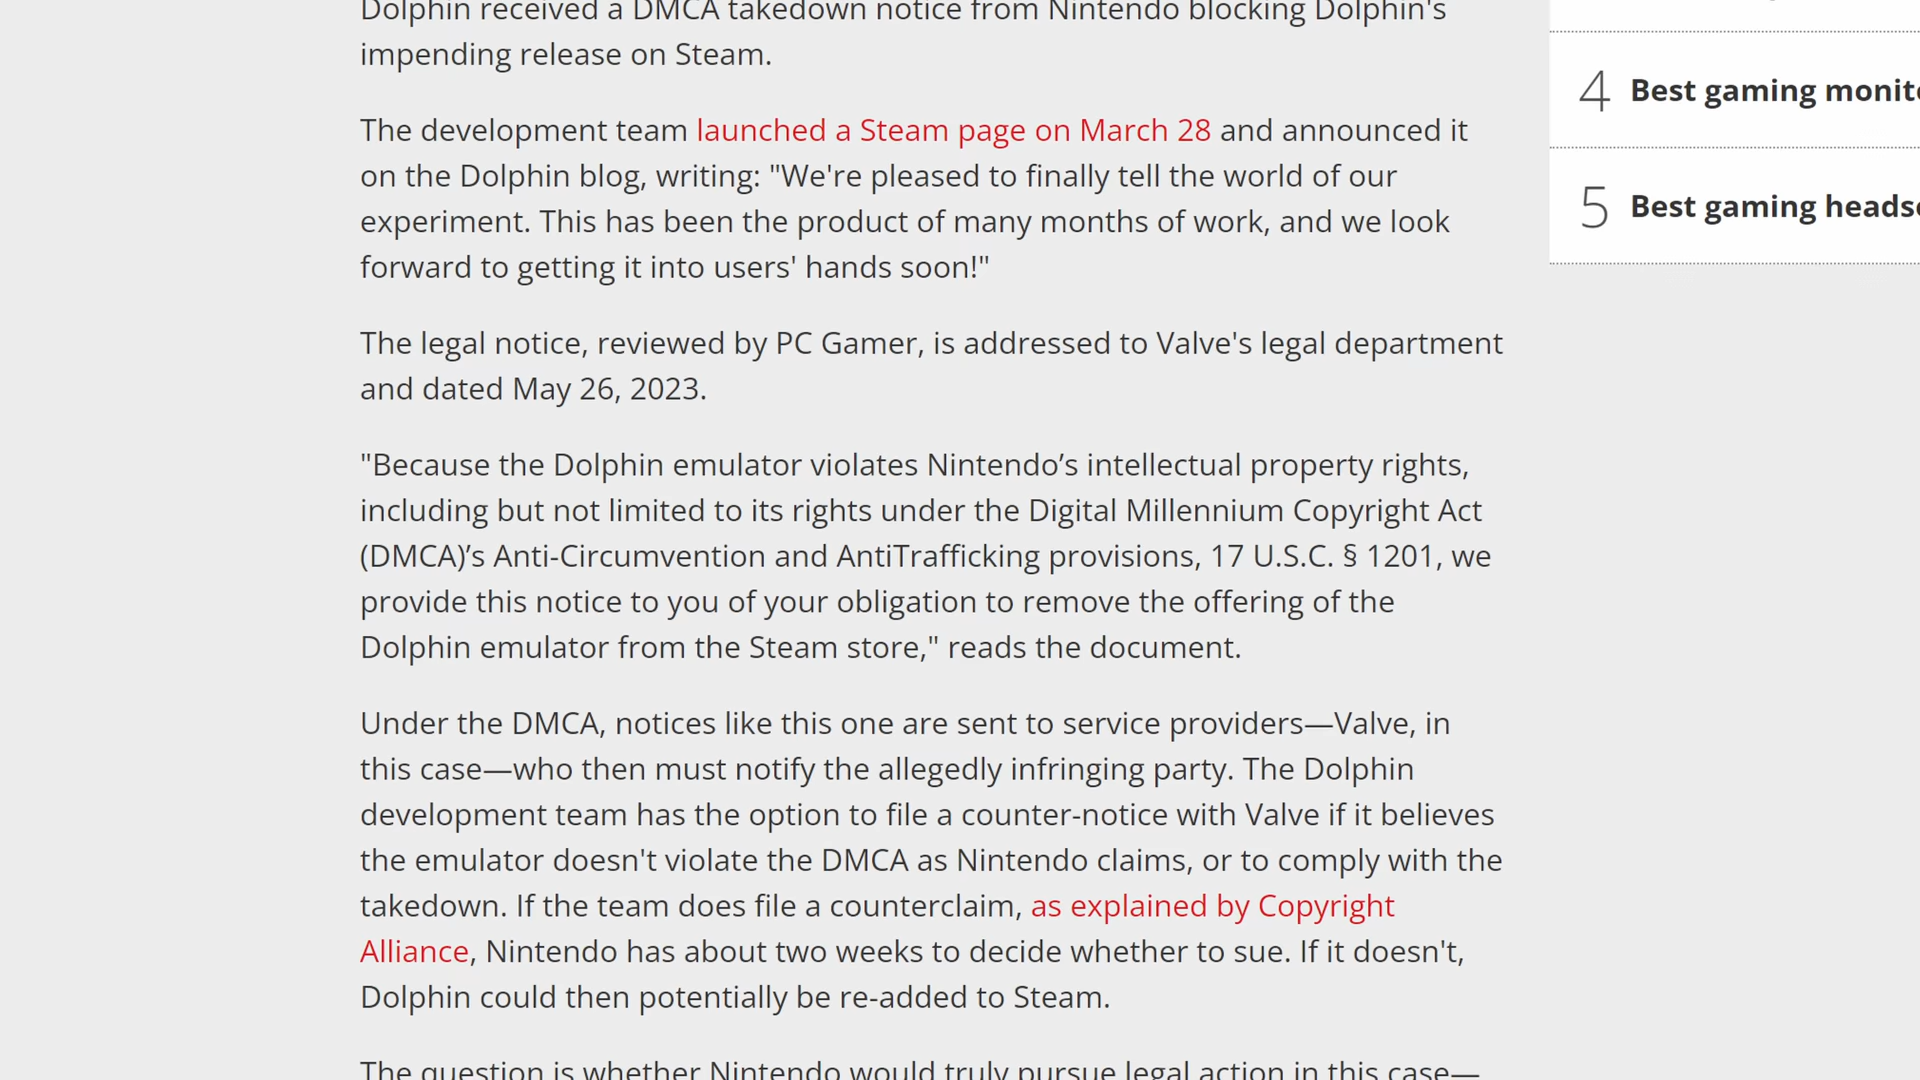 Dolphin received a DMCA takedown notice from Nintendo blocking Dolphin's
impending release on Steam.
The development team launched a Steam page on March 28 and announced it
on the Dolphin blog, writing: "We're pleased to finally tell the world of our
experiment. This has been the product of many months of work, and we look
forward to getting it into users' hands soon!"
The legal notice, reviewed by PC Gamer, is addressed to Valve's legal department
and dated May 26, 2023.
"Because the Dolphin emulator violates Nintendo’s intellectual property rights,
including but not limited to its rights under the Digital Millennium Copyright Act
(DMCA)’s Anti-Circumvention and AntiTrafficking provisions, 17 U.S.C. § 1201, we
provide this notice to you of your obligation to remove the offering of the
Dolphin emulator from the Steam store," reads the document.
Under the DMCA, notices like this one are sent to service providers—Valve, in
this case—who then must notify the allegedly infringing party. The Dolphin
development team has the option to file a counter-notice with Valve if it believes
the emulator doesn't violate the DMCA as Nintendo claims, or to comply with the
takedown. If the team does file a counterclaim, as explained by Copyright
Alliance, Nintendo has about two weeks to decide whether to sue. If it doesn't,
Dolphin could then potentially be re-added to Steam.
The question is whether Nintendo would truly pursue legal action in this case—
4 Best gaming monit
5 Best gaming heads